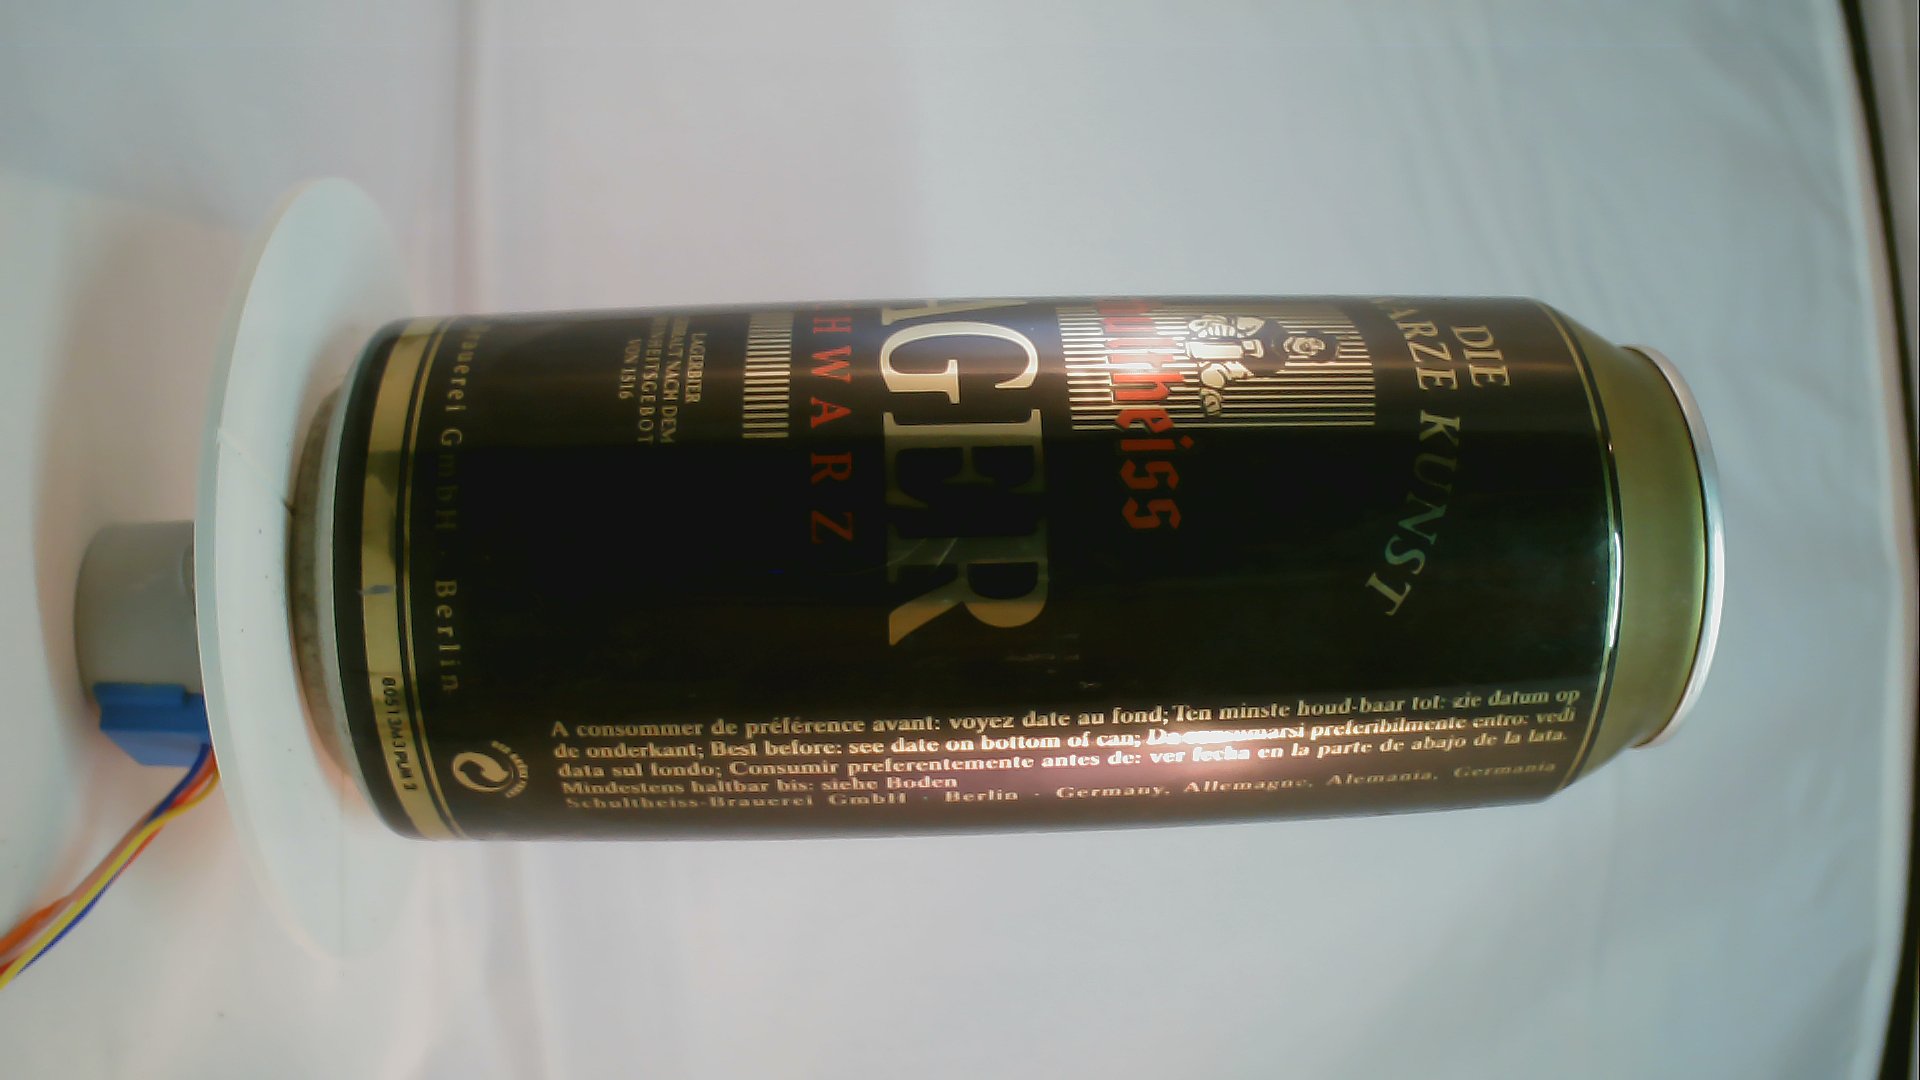 DIE
ARZE KUNST
ultheiss
AGER
HWARZ
LAGERBIER
GEBRAUT NACH DEM
HEITSGEBOT
VON 1516
rauerei GmbH · Berlin
A consommer de préférence avant: voyez date au fond; Ten minste houd-baar tot: zie datum op
de onderkant; Best before: see date on bottom of can; Da consumarsi preferibilmente entro: vedi
data sul fondo; Consumir preferentemente antes de: ver fecha en la parte de abajo de la lata.
Mindestens haltbar bis: siehe Boden
Schultheiss-Brauerei GmbH · Berlin · Germany, Allemagne, Alemania, Germania